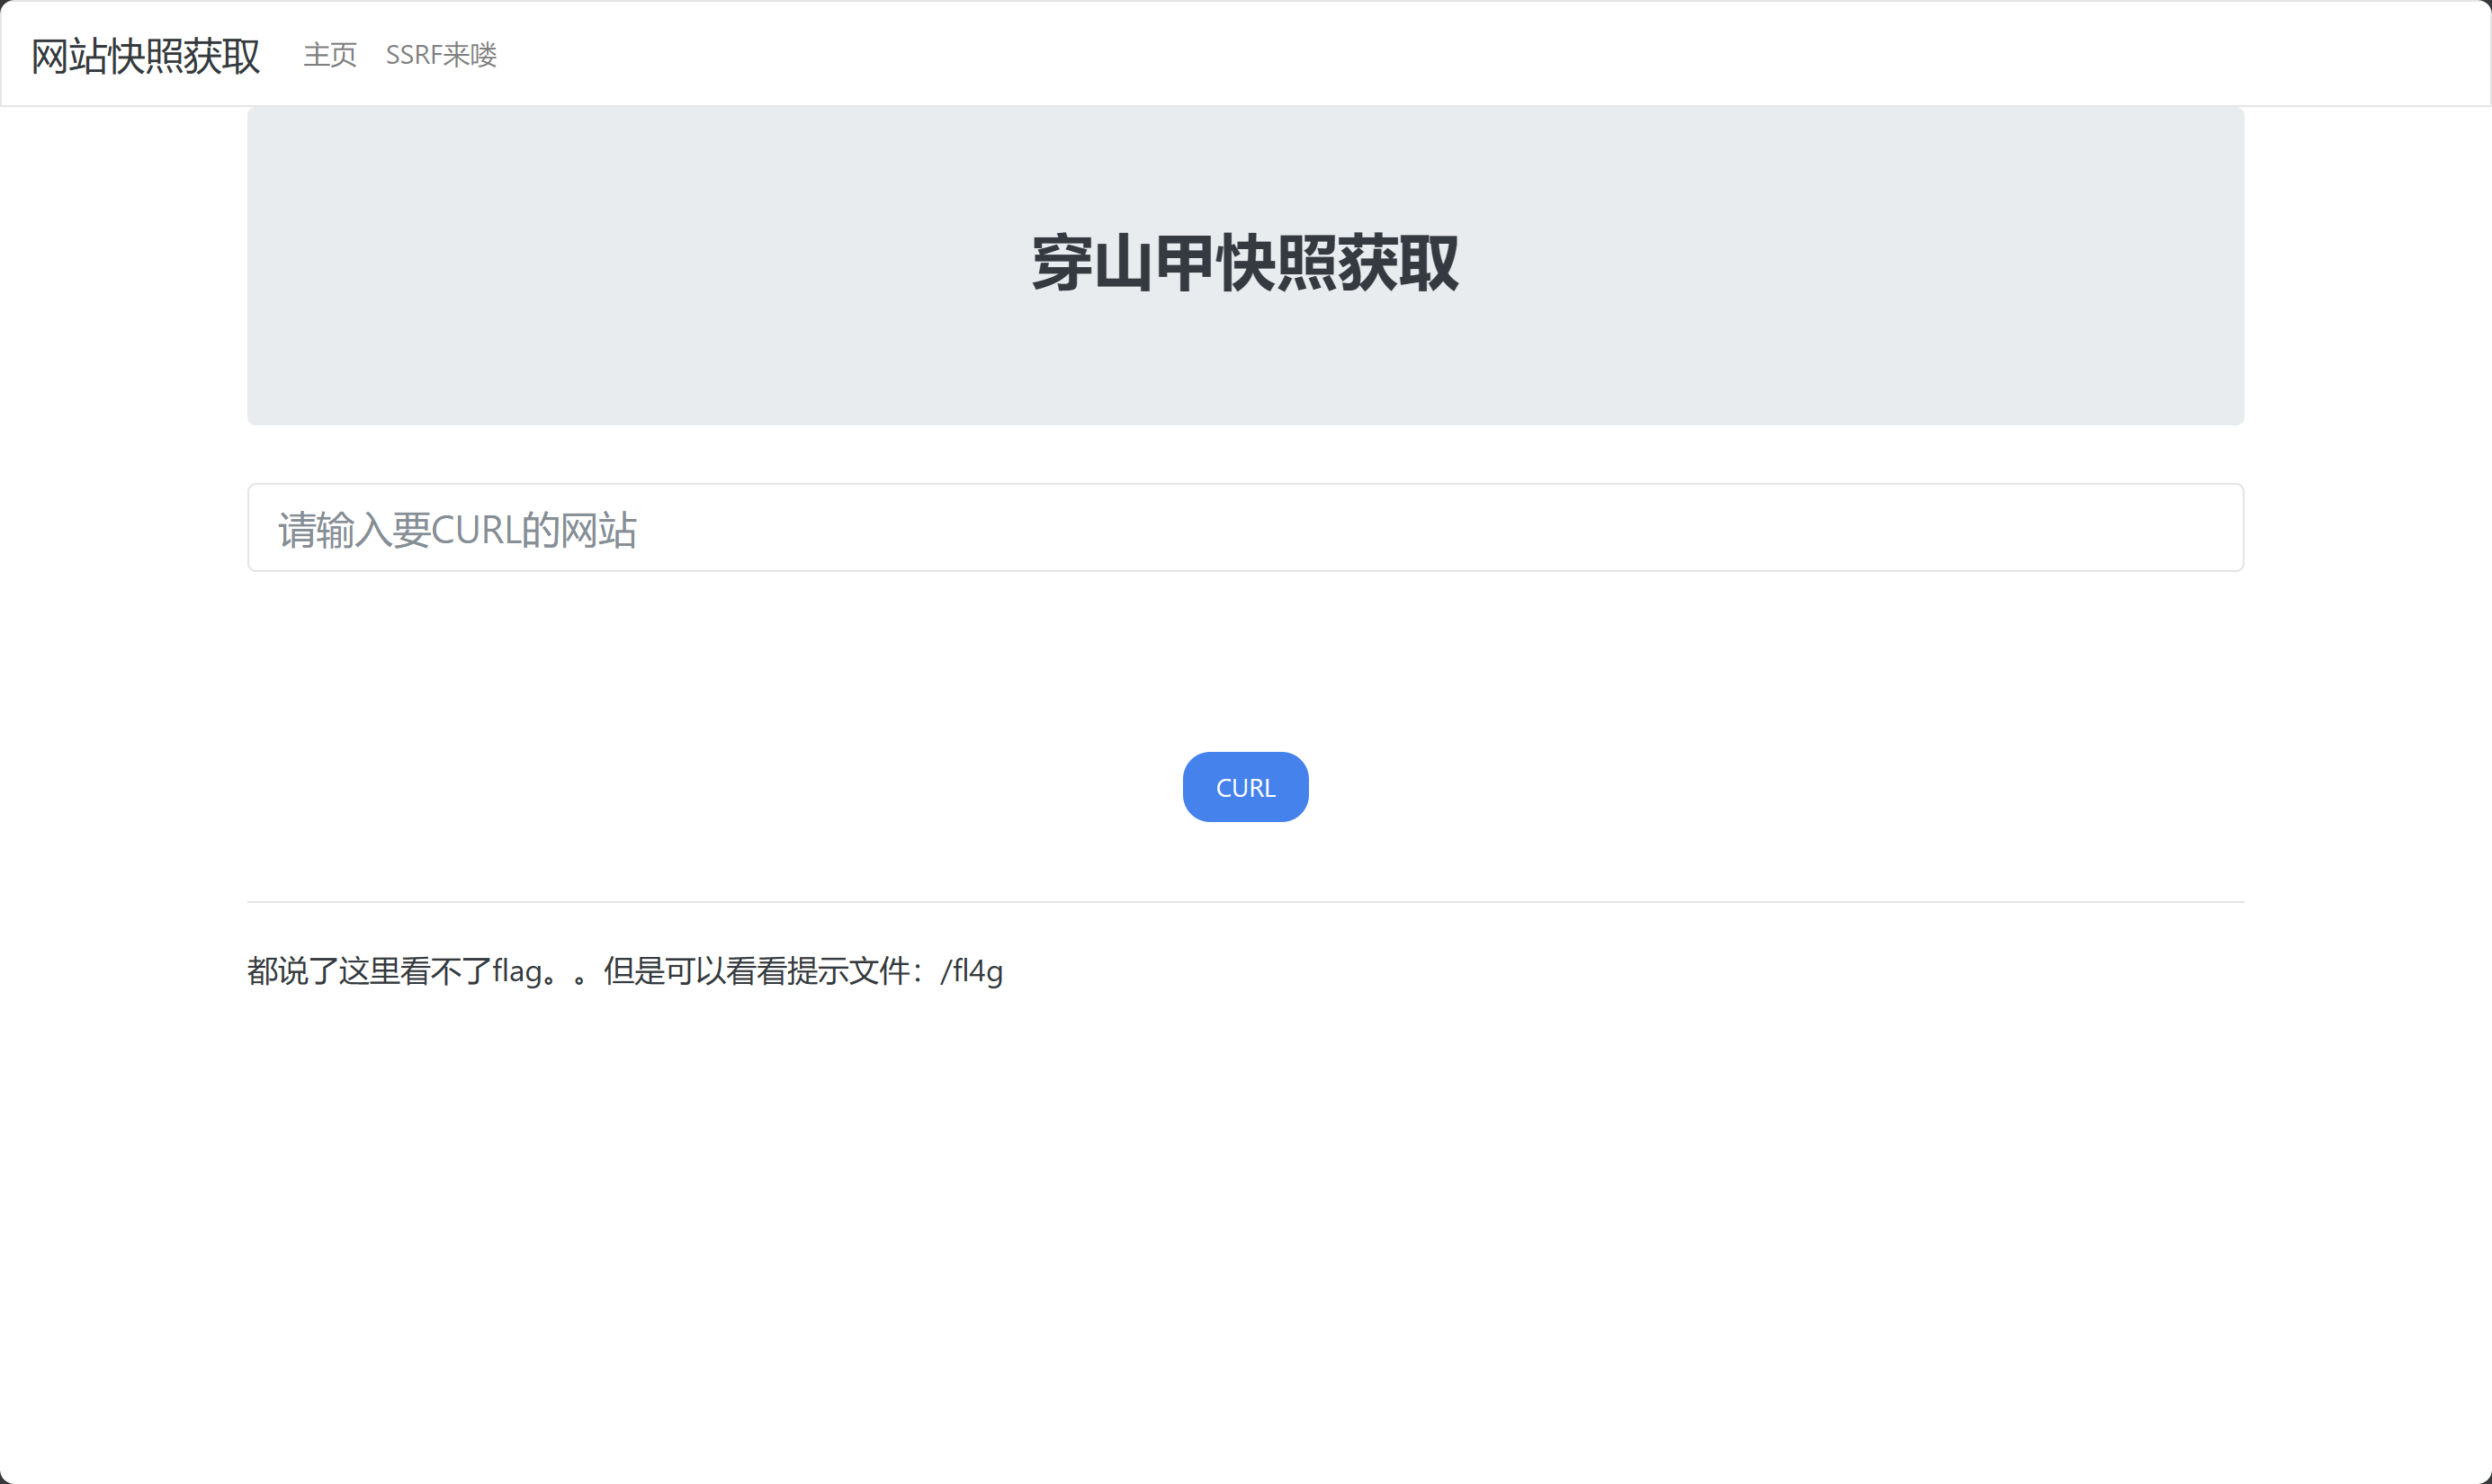 网站快照获取 主页 SSRF来喽
穿山甲快照获取
请输入要CURL的网站
CURL
都说了这里看不了flag。。但是可以看看提示文件：/fl4g